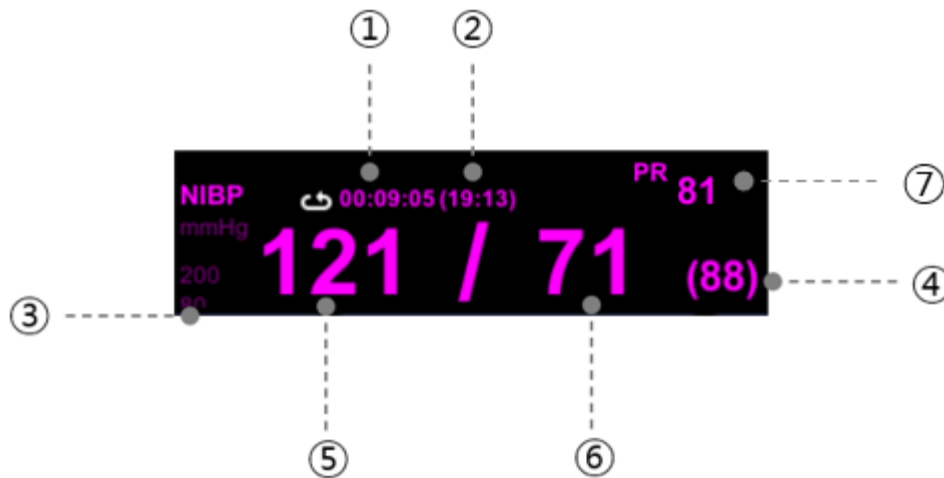 ① ②
PR 81 ⑦
NIBP 00:09:05 (19:13)
mmHg 121 / 71
200 (88) ④
80
③
⑤ ⑥